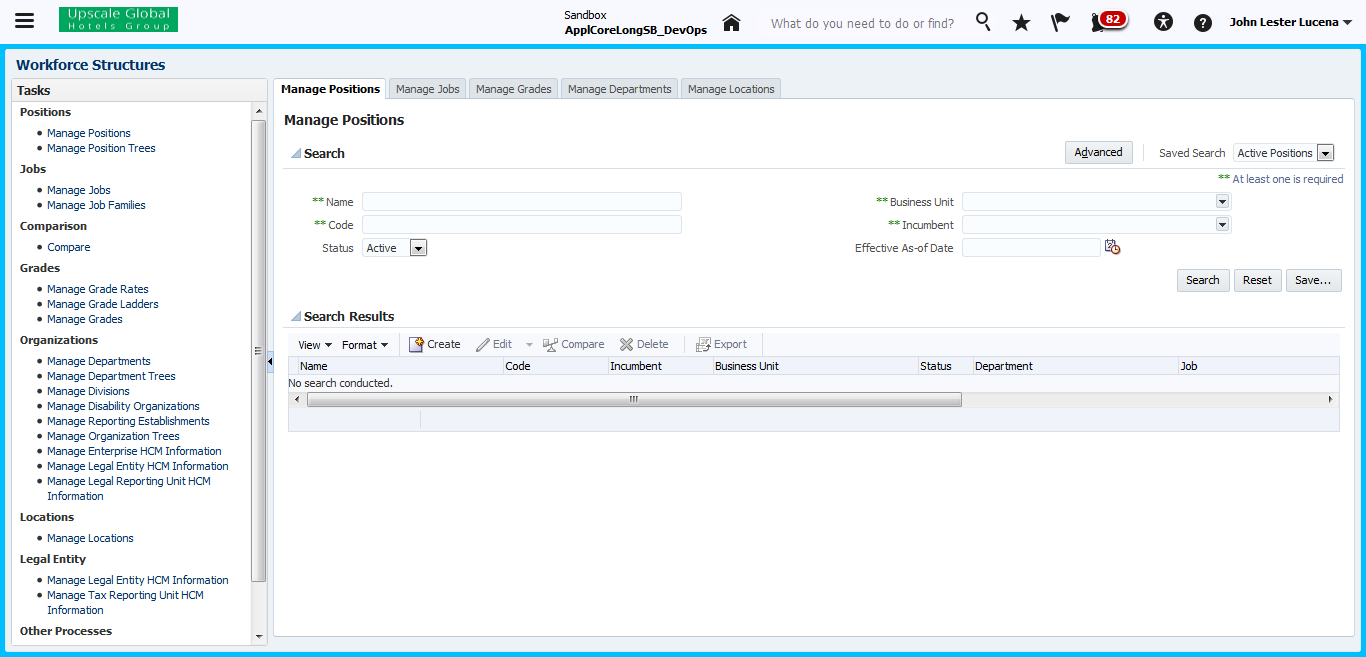 Upscale Global
Hotels Group
Sandbox
ApplCoreLongSB_DevOps
What do you need to do or find?
82
John Lester Lucena
Workforce Structures
Tasks
Positions
Manage Positions
Manage Position Trees
Jobs
Manage Jobs
Manage Job Families
Comparison
Compare
Grades
Manage Grade Rates
Manage Grade Ladders
Manage Grades
Organizations
Manage Departments
Manage Department Trees
Manage Divisions
Manage Disability Organizations
Manage Reporting Establishments
Manage Organization Trees
Manage Enterprise HCM Information
Manage Legal Entity HCM Information
Manage Legal Reporting Unit HCM
Information
Locations
Manage Locations
Legal Entity
Manage Legal Entity HCM Information
Manage Tax Reporting Unit HCM
Information
Other Processes
Manage Positions Manage Jobs Manage Grades Manage Departments Manage Locations
Manage Positions
Search Advanced Saved Search Active Positions
** At least one is required
** Name ** Business Unit
** Code ** Incumbent
Status Active Effective As-of Date
Search Reset Save...
Search Results
View Format Create Edit Compare Delete Export
Name Code Incumbent Business Unit Status Department Job
No search conducted.